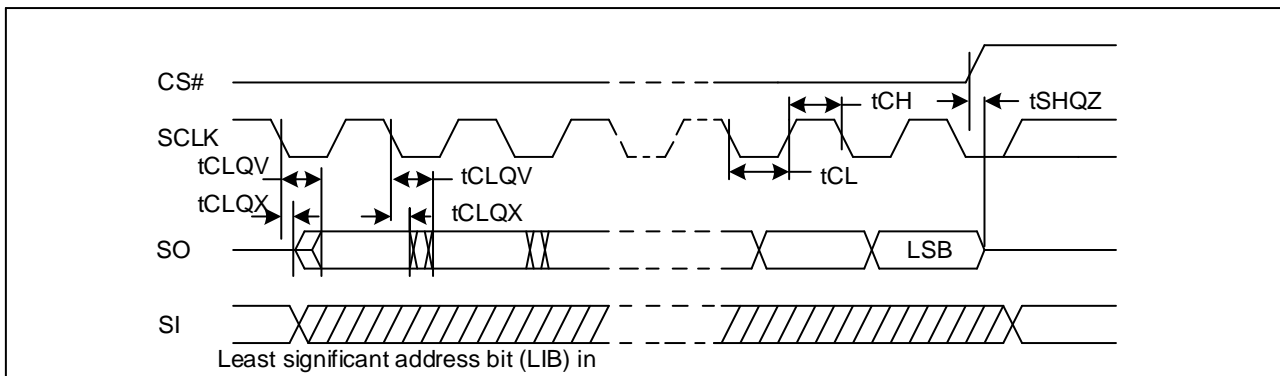 CS#
tCH
tSHQZ
SCLK
tCLQV
tCLQV
tCL
tCLQX
tCLQX
SO
LSB
SI
Least significant address bit (LIB) in